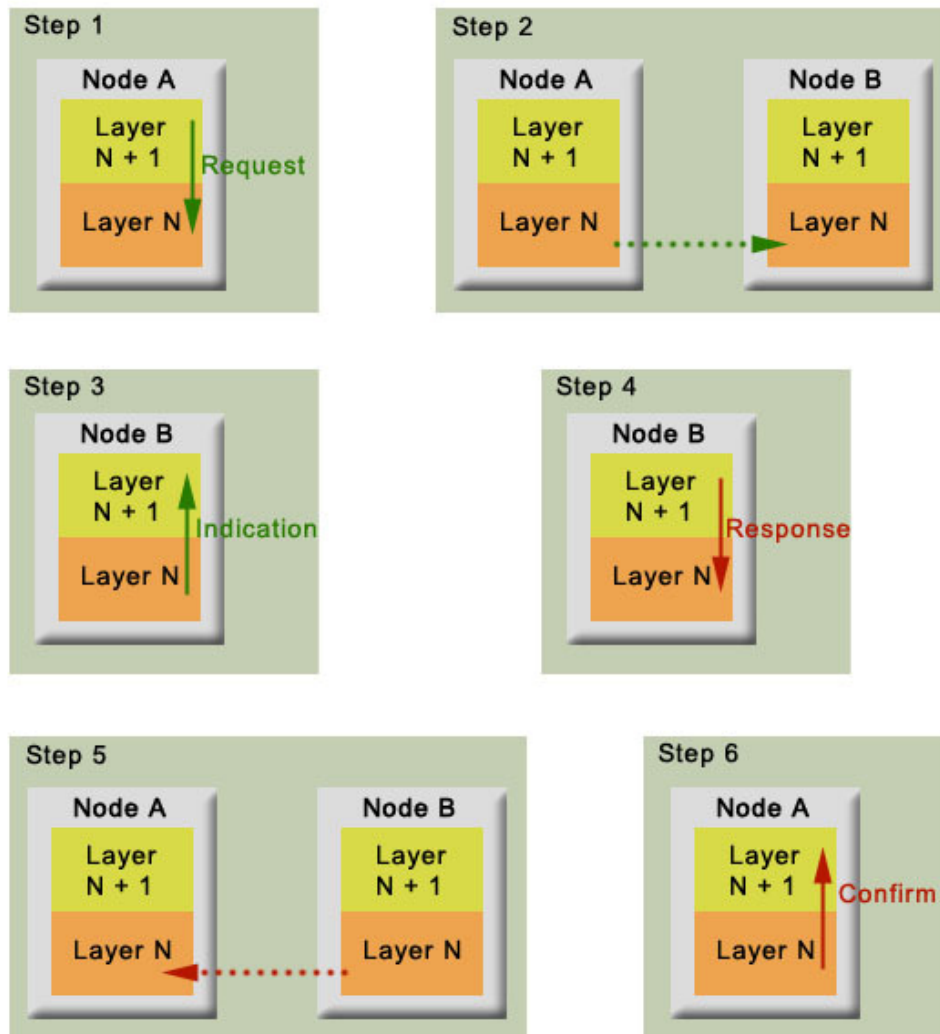 Step 1
Node A
Layer
N + 1
Request
Layer N
Step 2
Node A
Layer
N + 1
Layer N
Node B
Layer
N + 1
Layer N
Step 3
Node B
Layer
N + 1
Indication
Layer N
Step 4
Node B
Layer
N + 1
Response
Layer N
Step 5
Node A
Layer
N + 1
Layer N
Node B
Layer
N + 1
Layer N
Step 6
Node A
Layer
N + 1
Confirm
Layer N